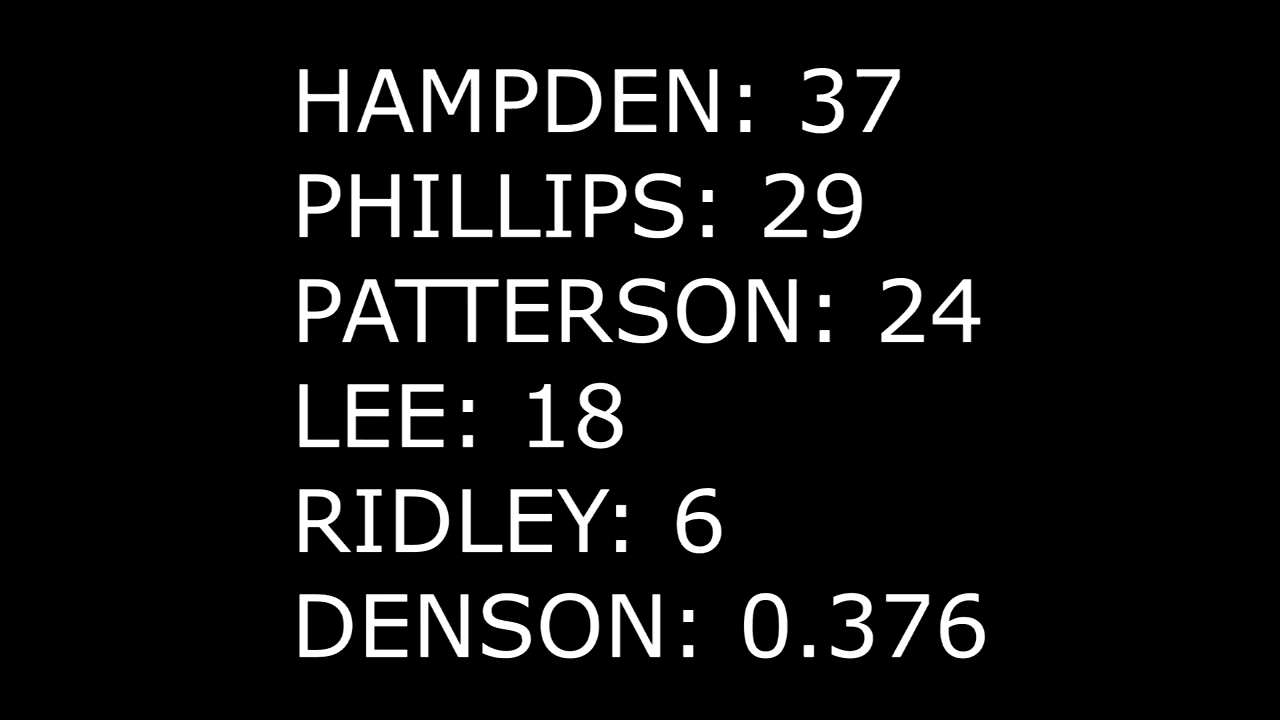 HAMPDEN: 37
PHILLIPS: 29
PATTERSON: 24
LEE: 18
RIDLEY: 6
DENSON: 0.376